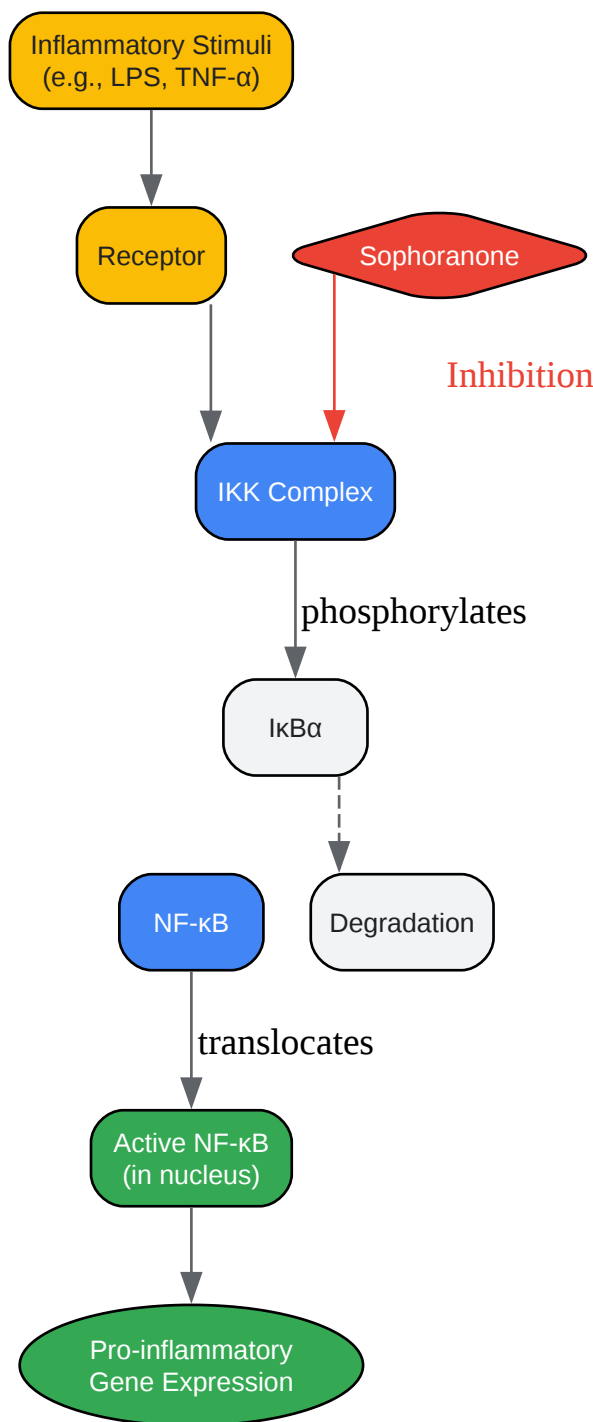 Inflammatory Stimuli
(e.g., LPS, TNF-α)
Receptor
Sophoranone
Inhibition
IKK Complex
phosphorylates
IκBα
NF-κB
Degradation
translocates
Active NF-κB
(in nucleus)
Pro-inflammatory
Gene Expression